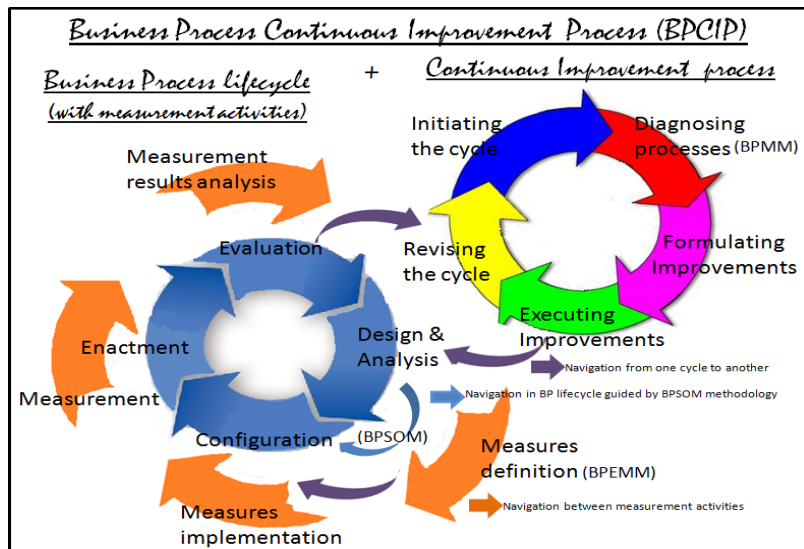 Business Process Continuous Improvement Process (BPCIP)
Business Process lifecycle
(with measurement activities)
+
Continuous Improvement process
Initiating
the cycle
Diagnosing
processes (BPMM)
Formulating
Improvements
Executing
Improvements
Revising
the cycle
Measurement
results analysis
Evaluation
Enactment
Measurement
Design &
Analysis
Configuration
(BPSOM)
Measures
definition (BPEMM)
Measures
implementation
Navigation from one cycle to another
Navigation in BP lifecycle guided by BPSOM methodology
Navigation between measurement activities